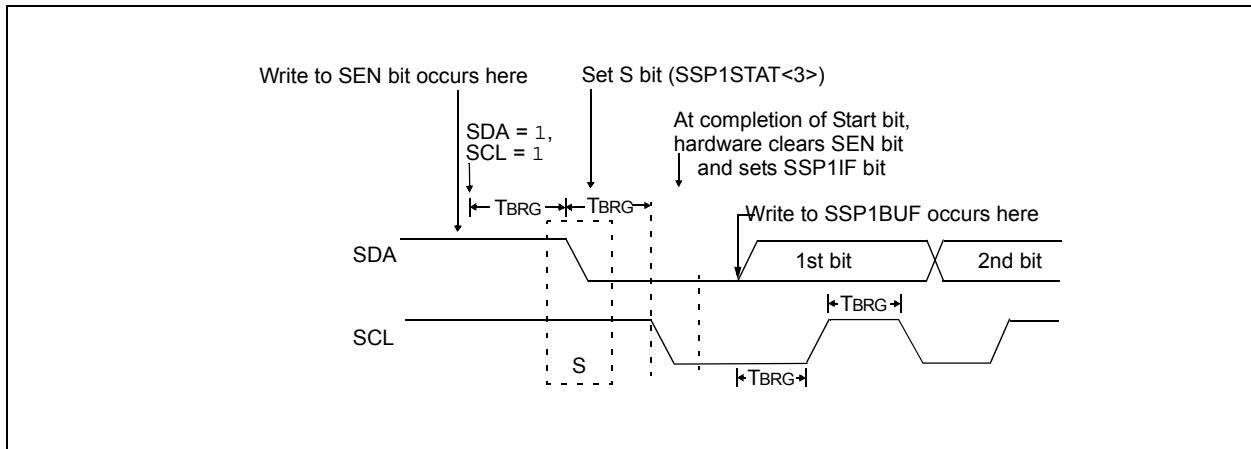 Write to SEN bit occurs here
Set S bit (SSP1STAT<3>)
At completion of Start bit,
hardware clears SEN bit
and sets SSP1IF bit
SDA = 1,
SCL = 1
TBRG
TBRG
Write to SSP1BUF occurs here
SDA
1st bit
2nd bit
TBRG
SCL
S
TBRG